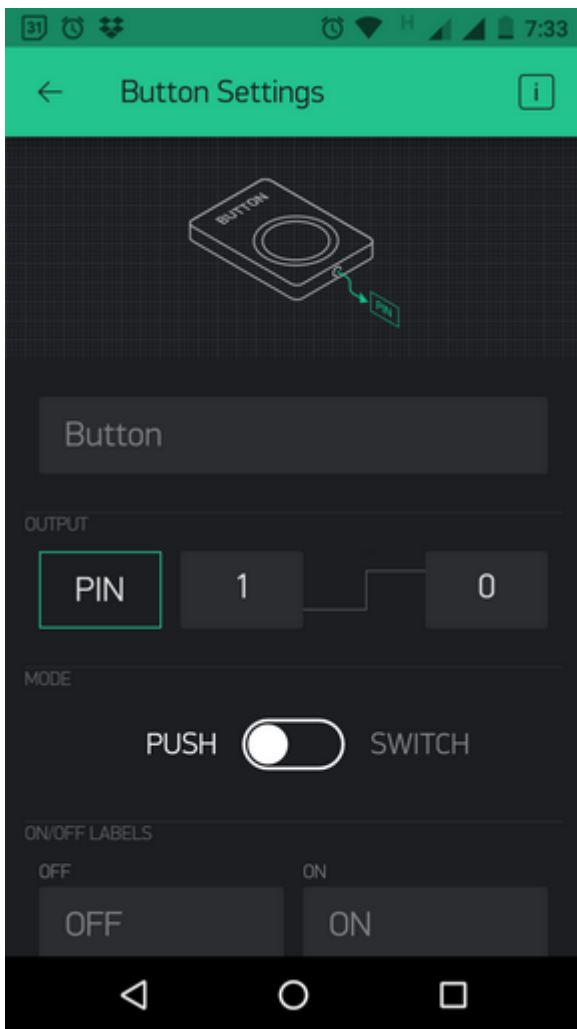 31 H 7:33
Button Settings i
BUTTON
PIN
Button
OUTPUT
PIN 1 0
MODE
PUSH SWITCH
ON/OFF LABELS
OFF ON
OFF ON